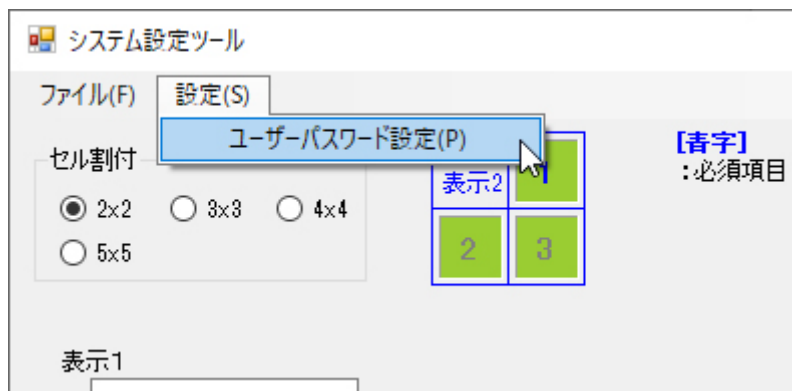 システム設定ツール
ファイル(F) 設定(S)
ユーザーパスワード設定(P)
セル割付
2x2 3x3 4x4
5x5
表示2 1
2 3
[青字]
:必須項目
表示1